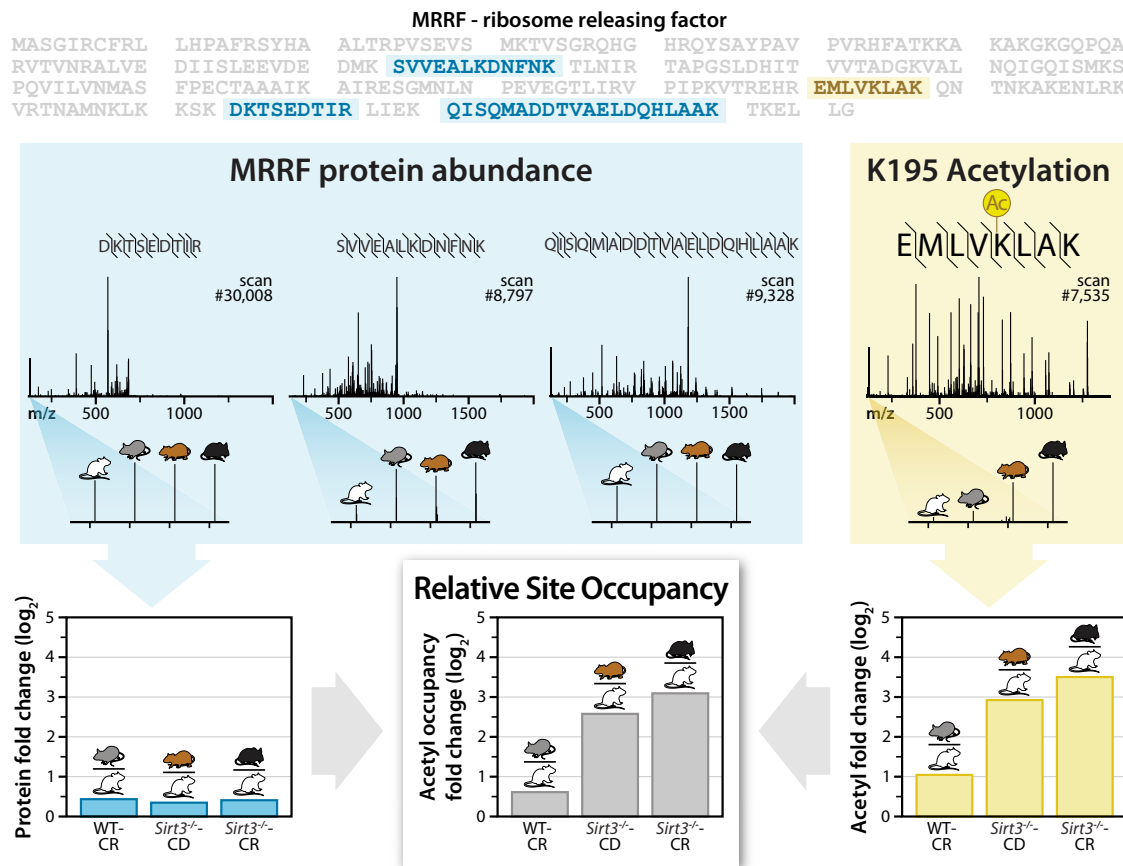 MRRF - ribosome releasing factor
MASGIRCFRL LHPAFRSYHA ALTRPVSEVS MKTVSGRQHG HRQYSAYPAV PVRHFATKKA KAKGKGQPQA
RVTVNRALVE DIISLEEVDE DMK SVVEALKDNFNK TLNIR TAPGSLDHIT VVTADGKVAL NQIGQISMKS
PQVILVNMAS FPECTAAAIK AIRESGMNLN PEVEGTLIRV PIPKVTREHR EMLVKLAK QN TNKAKENLRK
VRTNAMNKLK KSK DKTSEDTIR LIEK QISQMADDTVAELDQHLAAK TKEL LG
MRRF protein abundance
DKTSEDTIIR
scan
#30,008
m/z
500 1000
SVVEALKDNFNK
scan
#8,797
500 1000 1500
QISQMADDTVAELDQHLAAK
scan
#9,328
500 1000 1500
K195 Acetylation
Ac
EMLVKLAK
scan
#7,535
m/z
500 1000
Protein fold change (log2)
5
4
3
2
1
0
WT-
CR
Sirt3-/--
CD
Sirt3-/--
CR
Relative Site Occupancy
Acetyl occupancy
fold change (log2)
5
4
3
2
1
0
WT-
CR
Sirt3-/--
CD
Sirt3-/--
CR
Acetyl fold change (log2)
5
4
3
2
1
0
WT-
CR
Sirt3-/--
CD
Sirt3-/--
CR